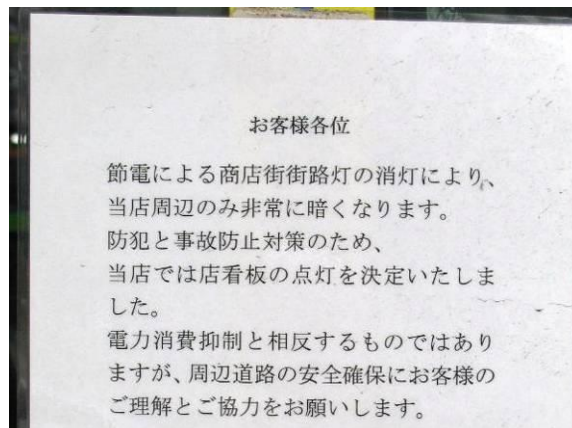 お客様各位
節電による商店街街路灯の消灯により、
当店周辺のみ非常に暗くなります。
防犯と事故防止対策のため、
当店では店看板の点灯を決定いたしま
した。
電力消費抑制と相反するものではあり
ますが、周辺道路の安全確保にお客様の
ご理解とご協力をお願いします。